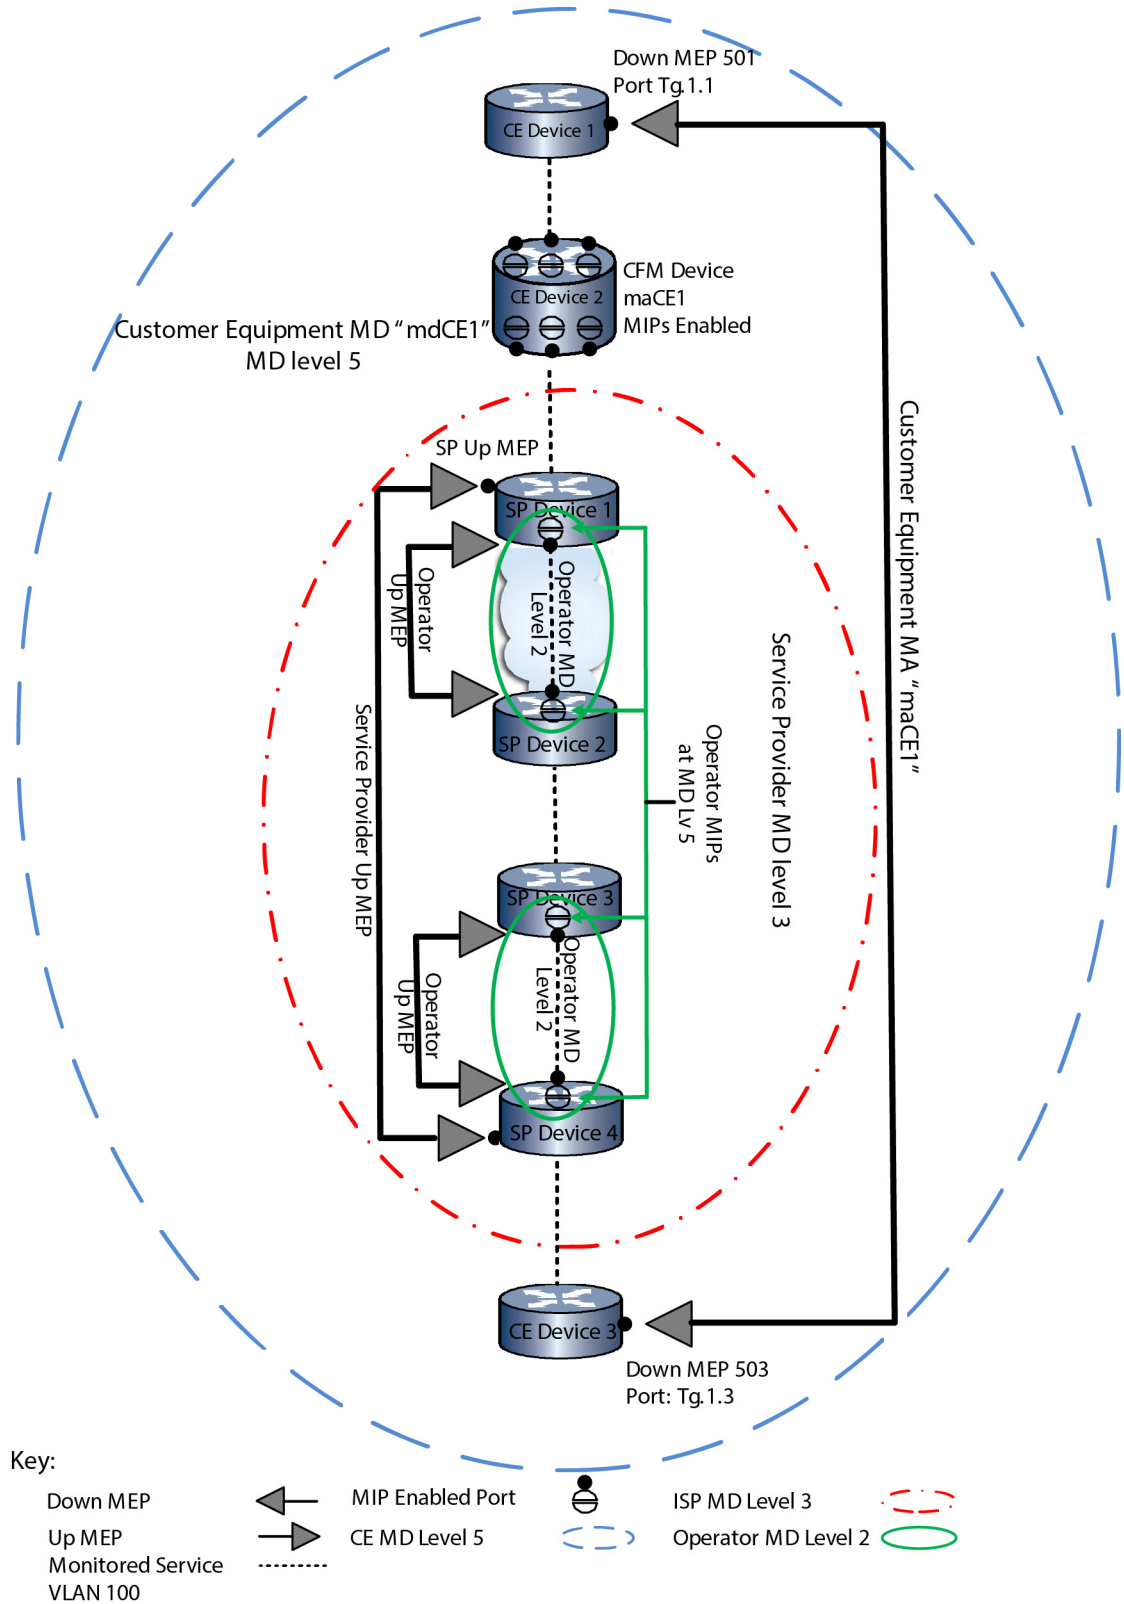 Down MEP 501
Port Tg.1.1
CE Device 1
CFM Device
maCE1
MIPs Enabled
CE Device 2
Customer Equipment MD “mdCE1”
MD level 5
SP Up MEP
SP Device 1
Operator
Up MEP
Operator MD
Level 2
SP Device 2
Service Provider Up MEP
Operator MIPs
at MD Lv 5
Service Provider MD level 3
Customer Equipment MA “maCE1”
SP Device 3
Operator
Up MEP
Operator MD
Level 2
SP Device 4
CE Device 3
Down MEP 503
Port: Tg.1.3
Key:
Down MEP
MIP Enabled Port
ISP MD Level 3
Up MEP
CE MD Level 5
Operator MD Level 2
Monitored Service
VLAN 100